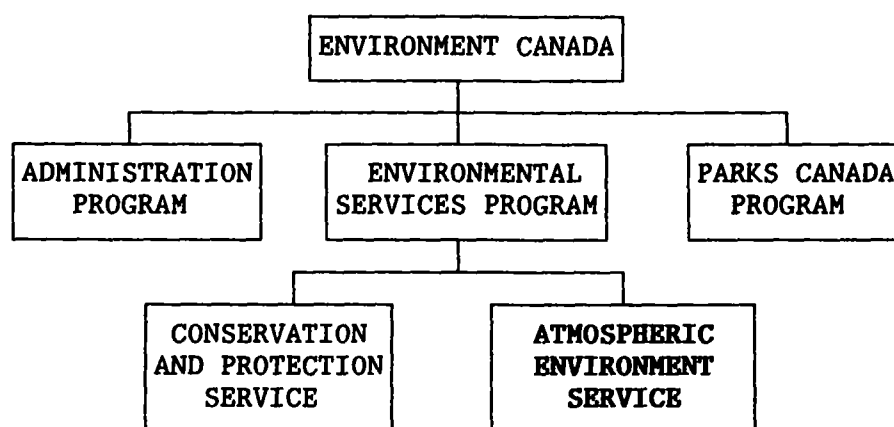 ENVIRONMENT CANADA
ADMINISTRATION
PROGRAM
ENVIRONMENTAL
SERVICES PROGRAM
PARKS CANADA
PROGRAM
CONSERVATION
AND PROTECTION
SERVICE
ATMOSPHERIC
ENVIRONMENT
SERVICE